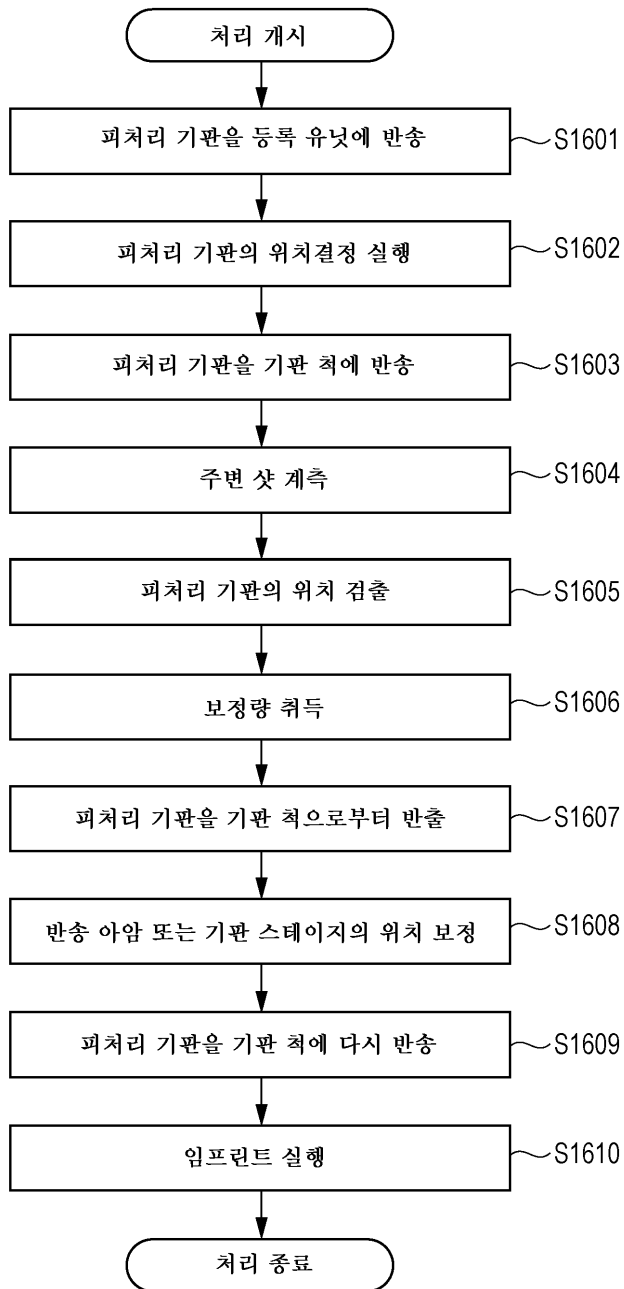 처리 개시
피처리 기판을 등록 유닛에 반송
S1601
피처리 기판의 위치결정 실행
S1602
피처리 기판을 기판 척에 반송
S1603
주변 샷 계측
S1604
피처리 기판의 위치 검출
S1605
보정량 취득
S1606
피처리 기판을 기판 척으로부터 반출
S1607
반송 아암 또는 기판 스테이지의 위치 보정
S1608
피처리 기판을 기판 척에 다시 반송
S1609
임프린트 실행
S1610
처리 종료